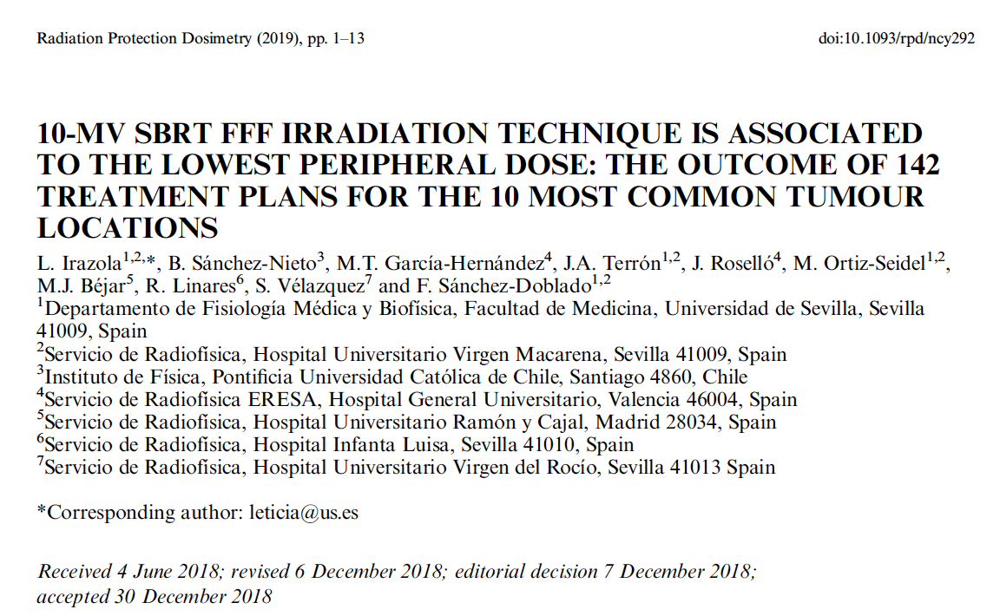 Radiation Protection Dosimetry (2019), pp. 1–13 doi:10.1093/rpd/ncy292
10-MV SBRT FFF IRRADIATION TECHNIQUE IS ASSOCIATED
TO THE LOWEST PERIPHERAL DOSE: THE OUTCOME OF 142
TREATMENT PLANS FOR THE 10 MOST COMMON TUMOUR
LOCATIONS
L. Irazola1,2,*, B. Sánchez-Nieto3, M.T. García-Hernández4, J.A. Terrón1,2, J. Roselló4, M. Ortiz-Seidel1,2,
M.J. Béjar5, R. Linares6, S. Vélazquez7 and F. Sánchez-Doblado1,2
1Departamento de Fisiología Médica y Biofísica, Facultad de Medicina, Universidad de Sevilla, Sevilla
41009, Spain
2Servicio de Radiofísica, Hospital Universitario Virgen Macarena, Sevilla 41009, Spain
3Instituto de Física, Pontificia Universidad Católica de Chile, Santiago 4860, Chile
4Servicio de Radiofísica ERESA, Hospital General Universitario, Valencia 46004, Spain
5Servicio de Radiofísica, Hospital Universitario Ramón y Cajal, Madrid 28034, Spain
6Servicio de Radiofísica, Hospital Infanta Luisa, Sevilla 41010, Spain
7Servicio de Radiofísica, Hospital Universitario Virgen del Rocío, Sevilla 41013 Spain
*Corresponding author: leticia@us.es
Received 4 June 2018; revised 6 December 2018; editorial decision 7 December 2018;
accepted 30 December 2018